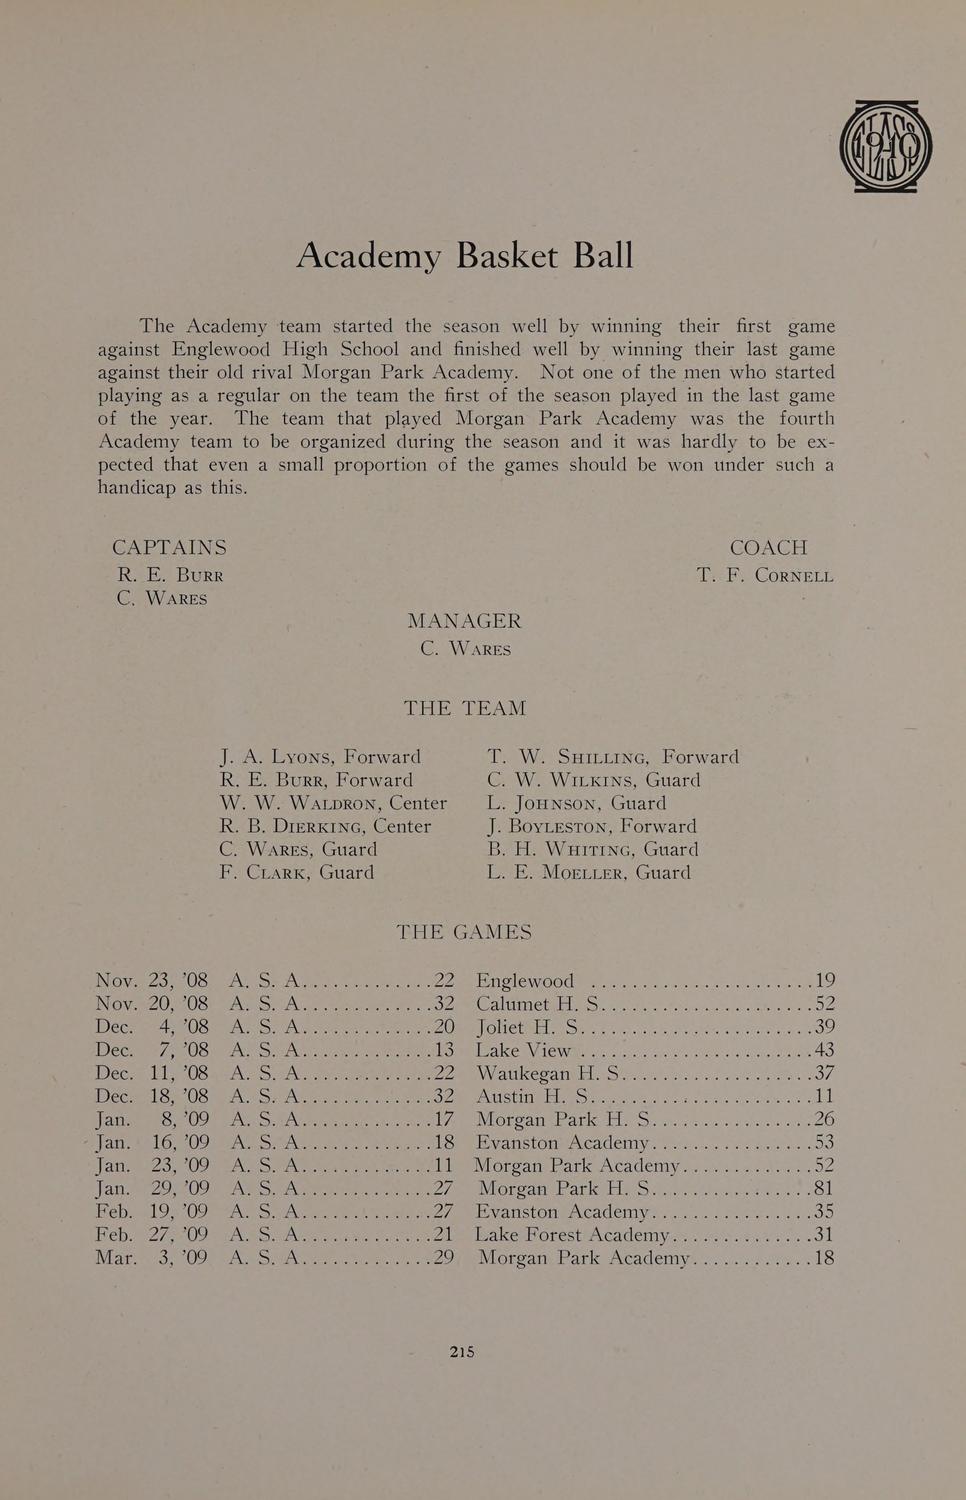 CLASS 1910
Academy Basket Ball
The Academy team started the season well by winning their first game
against Englewood High School and finished well by winning their last game
against their old rival Morgan Park Academy. Not one of the men who started
playing as a regular on the team the first of the season played in the last game
of the year. The team that played Morgan Park Academy was the fourth
Academy team to be organized during the season and it was hardly to be ex-
pected that even a small proportion of the games should be won under such a
handicap as this.
CAPTAINS COACH
R. E. Burr T. F. Cornell
C. Wares
MANAGER
C. Wares
THE TEAM
J. A. Lyons, Forward T. W. Shilling, Forward
R. E. Burr, Forward C. W. Wilkins, Guard
W. W. Waldron, Center L. Johnson, Guard
R. B. Dierking, Center J. Boyleston, Forward
C. Wares, Guard B. H. Whiting, Guard
F. Clark, Guard L. E. Moeller, Guard
THE GAMES
Nov. 23, '08 A. S. A. 22 Englewood 19
Nov. 20, '08 A. S. A. 32 Calumet H. S. 52
Dec. 4, '08 A. S. A. 20 Joliet H. S. 39
Dec. 7, '08 A. S. A. 13 Lake View 43
Dec. 11, '08 A. S. A. 22 Waukegan H. S. 37
Dec. 18, '08 A. S. A. 32 Austin H. S. 11
Jan. 8, '09 A. S. A. 17 Morgan Park H. S. 26
Jan. 16, '09 A. S. A. 18 Evanston Academy 53
Jan. 23, '09 A. S. A. 11 Morgan Park Academy 52
Jan. 29, '09 A. S. A. 27 Morgan Park H. S. 81
Feb. 19, '09 A. S. A. 27 Evanston Academy 35
Feb. 27, '09 A. S. A. 21 Lake Forest Academy 31
Mar. 3, '09 A. S. A. 29 Morgan Park Academy 18
215